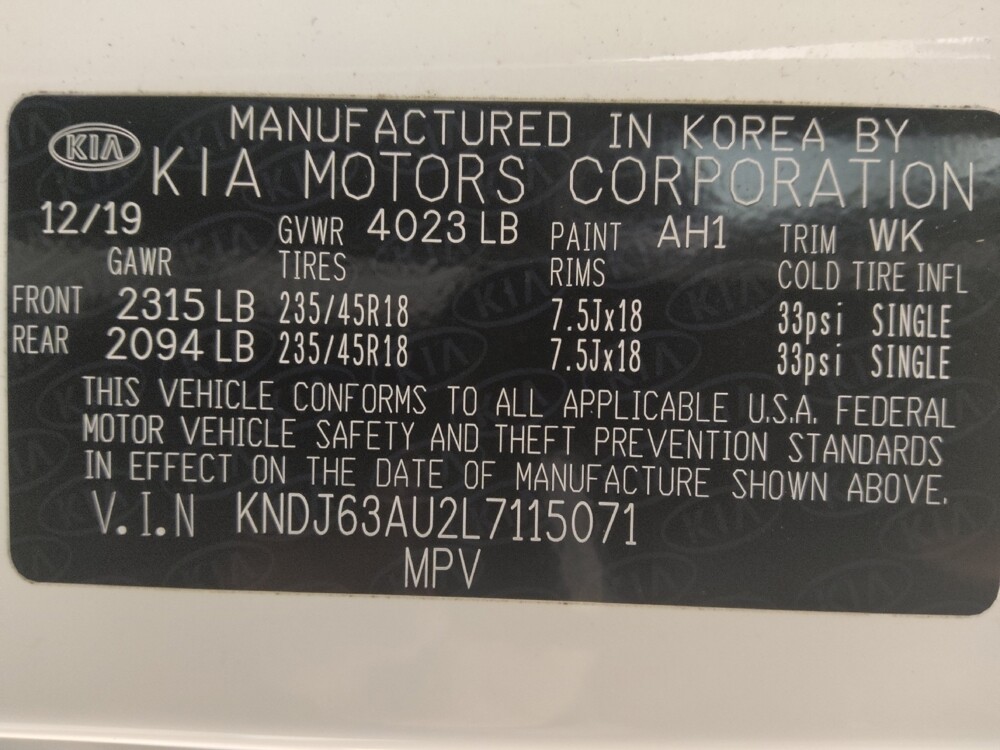 KIA MANUFACTURED IN KOREA BY
KIA MOTORS CORPORATION
12/19 GVWR 4023 LB PAINT AH1 TRIM WK
GAWR TIRES RIMS COLD TIRE INFL
FRONT 2315 LB 235/45R18 7.5Jx18 33psi SINGLE
REAR 2094 LB 235/45R18 7.5Jx18 33psi SINGLE
THIS VEHICLE CONFORMS TO ALL APPLICABLE U.S.A. FEDERAL
MOTOR VEHICLE SAFETY AND THEFT PREVENTION STANDARDS
IN EFFECT ON THE DATE OF MANUFACTURE SHOWN ABOVE.
V.I.N KNDJ63AU2L7115071
MPV